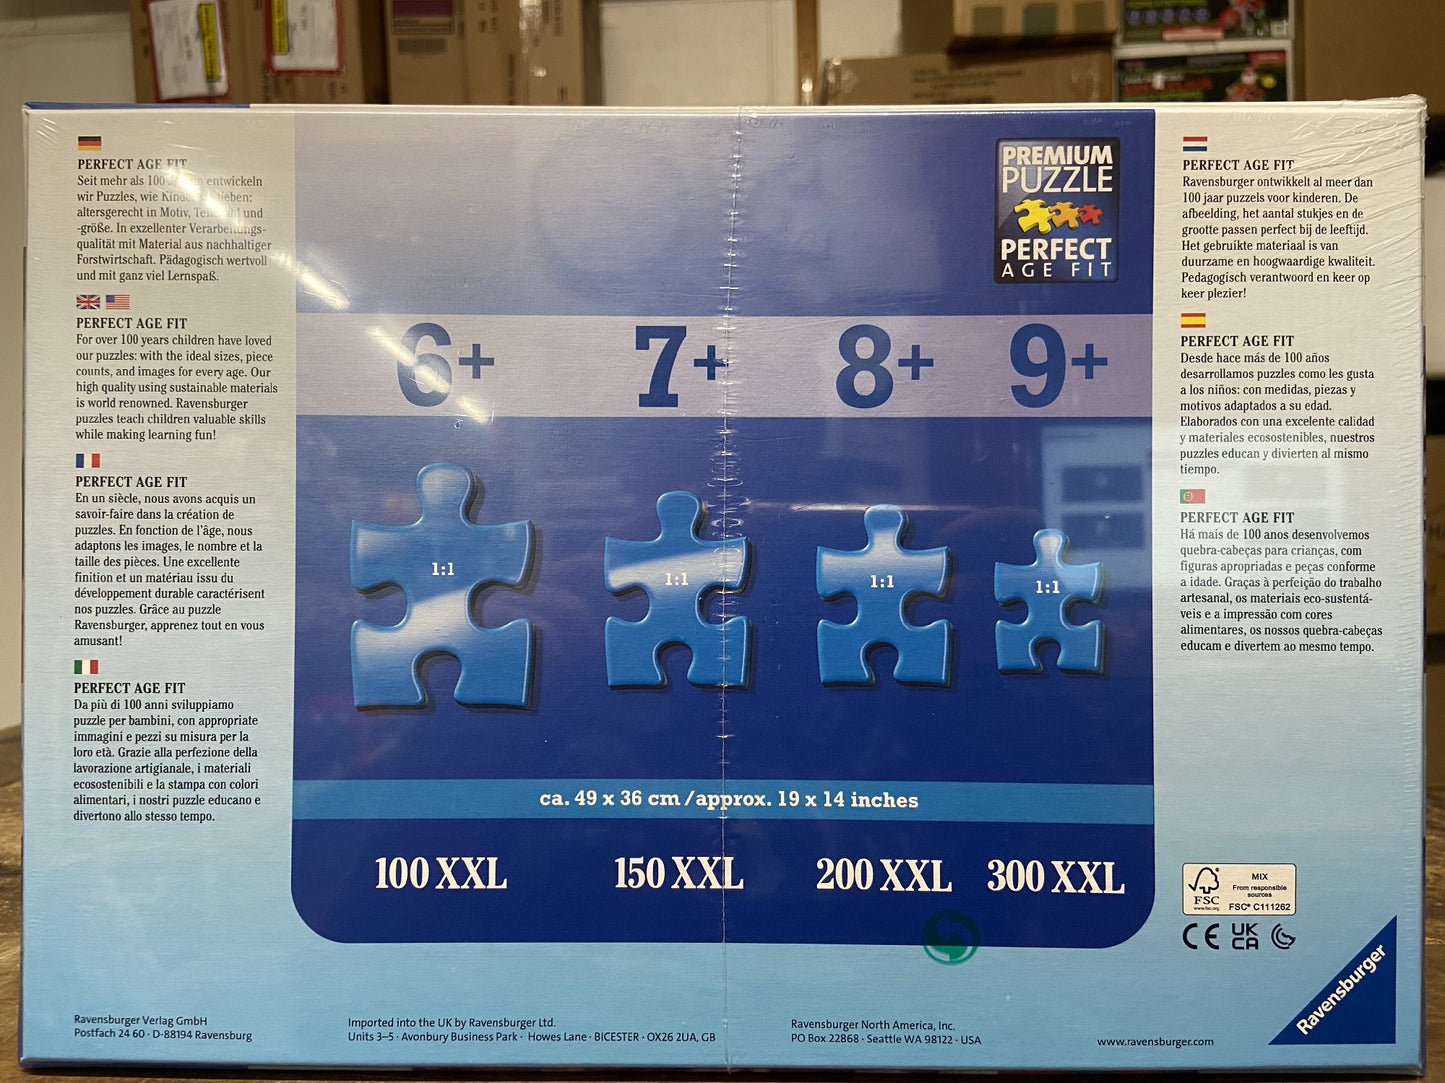 PERFECT AGE FIT
Seit mehr als 100 entwickeln
wir Puzzles, wie Kinder lieben:
altersgerecht in Motiv, und
-größe. In exzellenter Verarbeitungs-
qualität mit Material aus nachhaltiger
Forstwirtschaft. Pädagogisch wertvoll
und mit ganz viel Lernspaß.
PERFECT AGE FIT
For over 100 years children have loved
our puzzles: with the ideal sizes, piece
counts, and images for every age. Our
high quality using sustainable materials
is world renowned. Ravensburger
puzzles teach children valuable skills
while making learning fun!
PERFECT AGE FIT
En un siècle, nous avons acquis un
savoir-faire dans la création de
puzzles. En fonction de l'âge, nous
adaptons les images, le nombre et la
taille des pièces. Une excellente
finition et un matériau issu du
développement durable caractérisent
nos puzzles. Grâce au puzzle
Ravensburger, apprenez tout en vous
amusant!
PERFECT AGE FIT
Da più di 100 anni sviluppiamo
puzzle per bambini, con appropriate
immagini e pezzi su misura per la
loro età. Grazie alla perfezione della
lavorazione artigianale, i materiali
ecosostenibili e la stampa con colori
alimentari, i nostri puzzle educano e
divertono allo stesso tempo.
PREMIUM
PUZZLE
PERFECT
AGE FIT
6+ 7+ 8+ 9+
1:1 1:1 1:1 1:1
ca. 49 x 36 cm/approx. 19 x 14 inches
100 XXL 150 XXL 200 XXL 300 XXL
PERFECT AGE FIT
Ravensburger ontwikkelt al meer dan
100 jaar puzzels voor kinderen. De
afbeelding, het aantal stukjes en de
grootte passen perfect bij de leeftijd.
Het gebruikte materiaal is van
duurzame en hoogwaardige kwaliteit.
Pedagogisch verantwoord en keer op
keer plezier!
PERFECT AGE FIT
Desde hace más de 100 años
desarrollamos puzzles como les gusta
a los niños: con medidas, piezas y
motivos adaptados a su edad.
Elaborados con una excelente calidad
y materiales ecosostenibles, nuestros
puzzles educan y divierten al mismo
tiempo.
PERFECT AGE FIT
Há mais de 100 anos desenvolvemos
quebra-cabeças para crianças, com
figuras apropriadas e peças conforme
a idade. Graças à perfeição do trabalho
artesanal, os materiais eco-sustentá-
veis e a impressão com cores
alimentares, os nossos quebra-cabeças
educam e divertem ao mesmo tempo.
FSC
www.fsc.org
MIX
From responsible
sources
FSC® C111262
CE UK
CA
Ravensburger
Ravensburger Verlag GmbH
Postfach 24 60 · D-88194 Ravensburg
Imported into the UK by Ravensburger Ltd.
Units 3–5 · Avonbury Business Park · Howes Lane · BICESTER · OX26 2UA, GB
Ravensburger North America, Inc.
PO Box 22868 · Seattle WA 98122 · USA
www.ravensburger.com